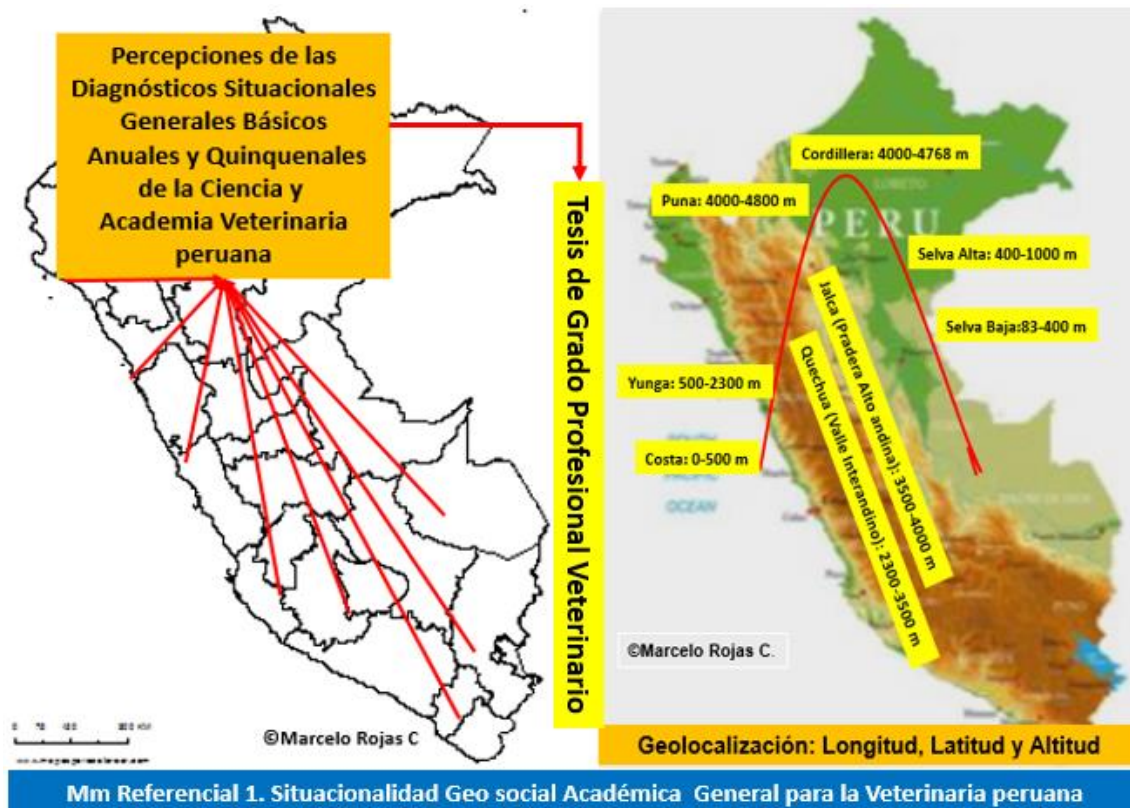 Percepciones de las
Diagnósticos Situacionales
Generales Básicos
Anuales y Quinquenales
de la Ciencia y
Academia Veterinaria
peruana
©Marcelo Rojas C
Tesis de Grado Profesional Veterinario
Cordillera: 4000-4768 m
Puna: 4000-4800 m
LORETO
PERU
Selva Alta: 400-1000 m
Jalca (Pradera Alto andina): 3500-4000 m
Selva Baja:83-400 m
Quechua (Valle Interandino): 2300-3500 m
Yunga: 500-2300 m
Costa: 0-500 m
OCEAN
PUNO
©Marcelo Rojas C.
Geolocalización: Longitud, Latitud y Altitud
Mm Referencial 1. Situacionalidad Geo social Académica General para la Veterinaria peruana